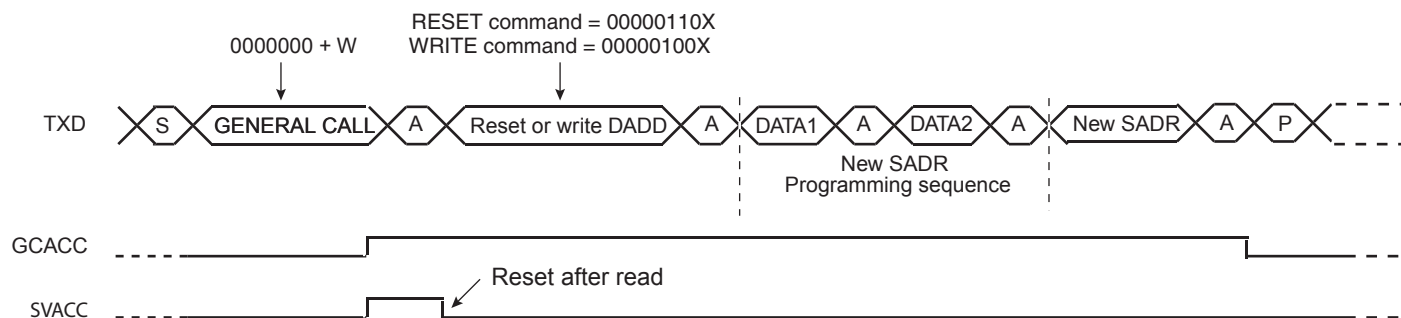 RESET command = 00000110X
0000000 + W
WRITE command = 00000100X
TXD
S
GENERAL CALL
A
Reset or write DADD
A
DATA1
A
DATA2
A
New SADR
A
P
New SADR
Programming sequence
GCACC
Reset after read
SVACC